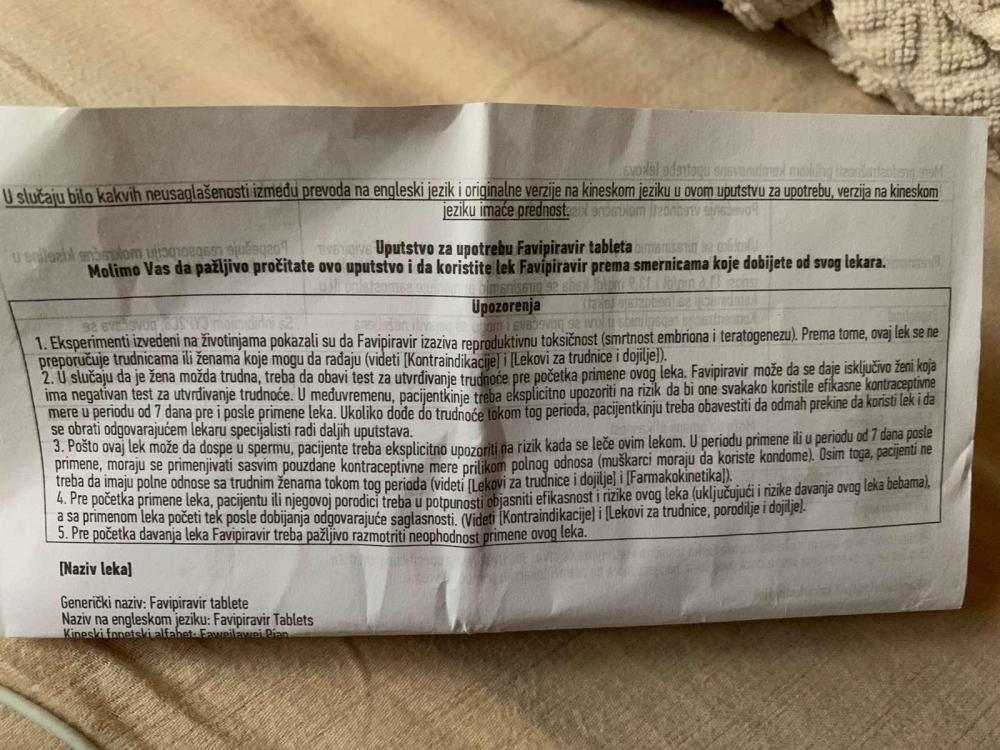 U slučaju bilo kakvih neusaglašenosti između prevoda na engleski jezik i originalne verzije na kineskom jeziku u ovom uputstvu za upotrebu, verzija na kineskom
jeziku imaće prednost.
Uputstvo za upotrebu Favipiravir tableta
Molimo Vas da pažljivo pročitate ovo uputstvo i da koristite lek Favipiravir prema smernicama koje dobijete od svog lekara.
Upozorenja
1. Eksperimenti izvedeni na životinjama pokazali su da Favipiravir izaziva reproduktivnu toksičnost (smrtnost embriona i teratogenezu). Prema tome, ovaj lek se ne
preporučuje trudnicama ili ženama koje mogu da rađaju (videti [Kontraindikacije] i [Lekovi za trudnice i dojilje]).
2. U slučaju da je žena možda trudna, treba da obavi test za utvrđivanje trudnoće pre početka primene ovog leka. Favipiravir može da se daje isključivo ženi koja
ima negativan test za utvrđivanje trudnoće. U međuvremenu, pacijentkinje treba eksplicitno upozoriti na rizik da bi one svakako koristile efikasne kontraceptivne
mere u periodu od 7 dana pre i posle primene leka. Ukoliko dođe do trudnoće tokom tog perioda, pacijentkinju treba obavestiti da odmah prekine da koristi lek i da
se obrati odgovarajućem lekaru specijalisti radi daljih uputstava.
3. Pošto ovaj lek može da dospe u spermu, pacijente treba eksplicitno upozoriti na rizik kada se leče ovim lekom. U periodu primene ili u periodu od 7 dana posle
primene, moraju se primenjivati sasvim pouzdane kontraceptivne mere prilikom polnog odnosa (muškarci moraju da koriste kondome). Osim toga, pacijenti ne
treba da imaju polne odnose sa trudnim ženama tokom tog perioda (videti [Lekovi za trudnice i dojilje] i [Farmakokinetika]).
4. Pre početka primene leka, pacijentu ili njegovoj porodici treba u potpunosti objasniti efikasnost i rizike ovog leka (uključujući i rizike davanja ovog leka bebama),
a sa primenom leka početi tek posle dobijanja odgovarajuće saglasnosti. (Videti [Kontraindikacije] i [Lekovi za trudnice, porodilje i dojilje].
5. Pre početka davanja leka Favipiravir treba pažljivo razmotriti neophodnost primene ovog leka.
[Naziv leka]
Generički naziv: Favipiravir tablete
Naziv na engleskom jeziku: Favipiravir Tablets
Kineski fonetski alfabet: Faweilawei Pian